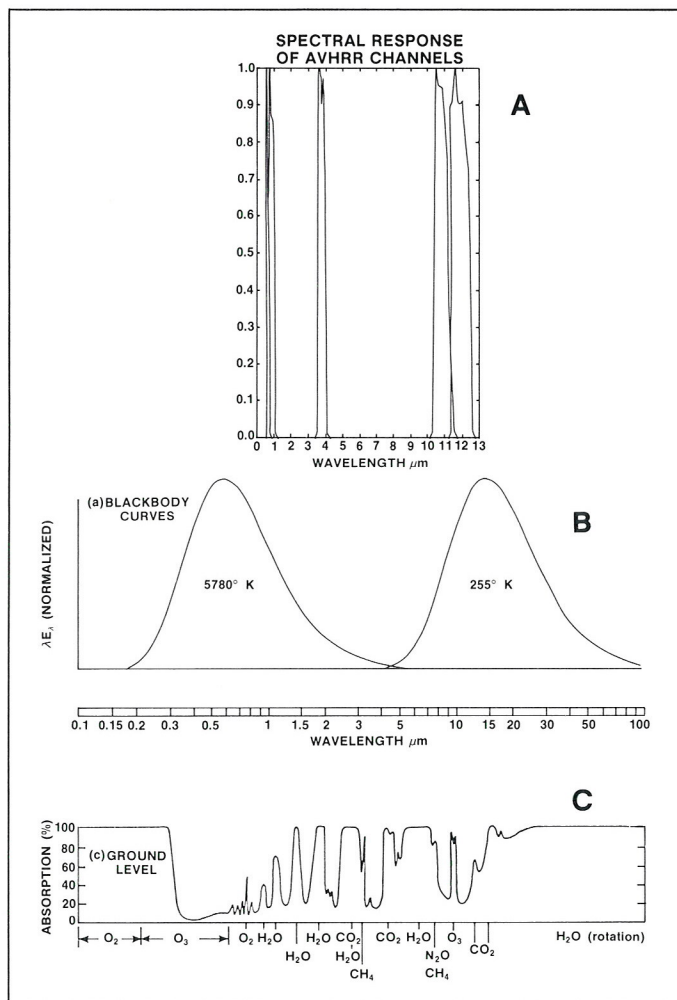 SPECTRAL RESPONSE
OF AVHRR CHANNELS
A
1.0
0.9
0.8
0.7
0.6
0.5
0.4
0.3
0.2
0.1
0.0
0 1 2 3 4 5 6 7 8 9 10 11 12 13
WAVELENGTH μm
(a) BLACKBODY
CURVES
B
λEλ (NORMALIZED)
5780° K
255° K
0.1 0.15 0.2 0.3 0.5 1 1.5 2 3 5 10 15 20 30 50 100
WAVELENGTH μm
C
ABSORPTION (%)
100
80
60
40
20
0
(c) GROUND
LEVEL
O2 O3 O2 H2O H2O CO2 CO2 H2O O3 H2O (rotation)
H2O H2O N2O CO2
CH4 CH4